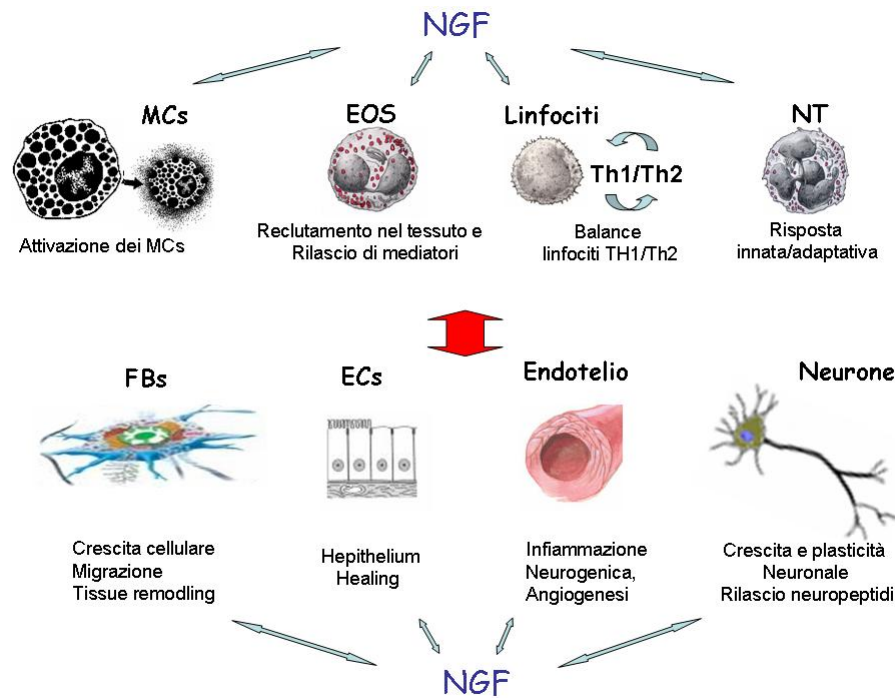 NGF
MCs
EOS
Linfociti
NT
Th1/Th2
Attivazione dei MCs
Reclutamento nel tessuto e
Rilascio di mediatori
Balance
linfociti TH1/Th2
Risposta
innata/adaptativa
FBs
ECs
Endotelio
Neurone
Crescita cellulare
Migrazione
Tissue remodling
Hepithelium
Healing
Infiammazione
Neurogenica,
Angiogenesi
Crescita e plasticità
Neuronale
Rilascio neuropeptidi
NGF